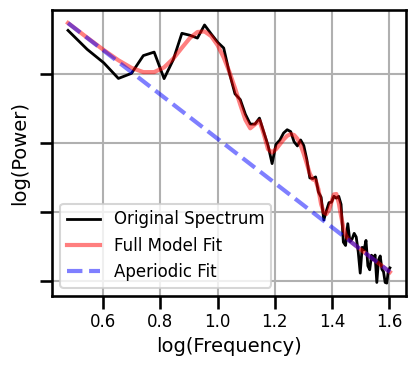 log(Power)
Original Spectrum
Full Model Fit
Aperiodic Fit
0.6 0.8 1.0 1.2 1.4 1.6
log(Frequency)